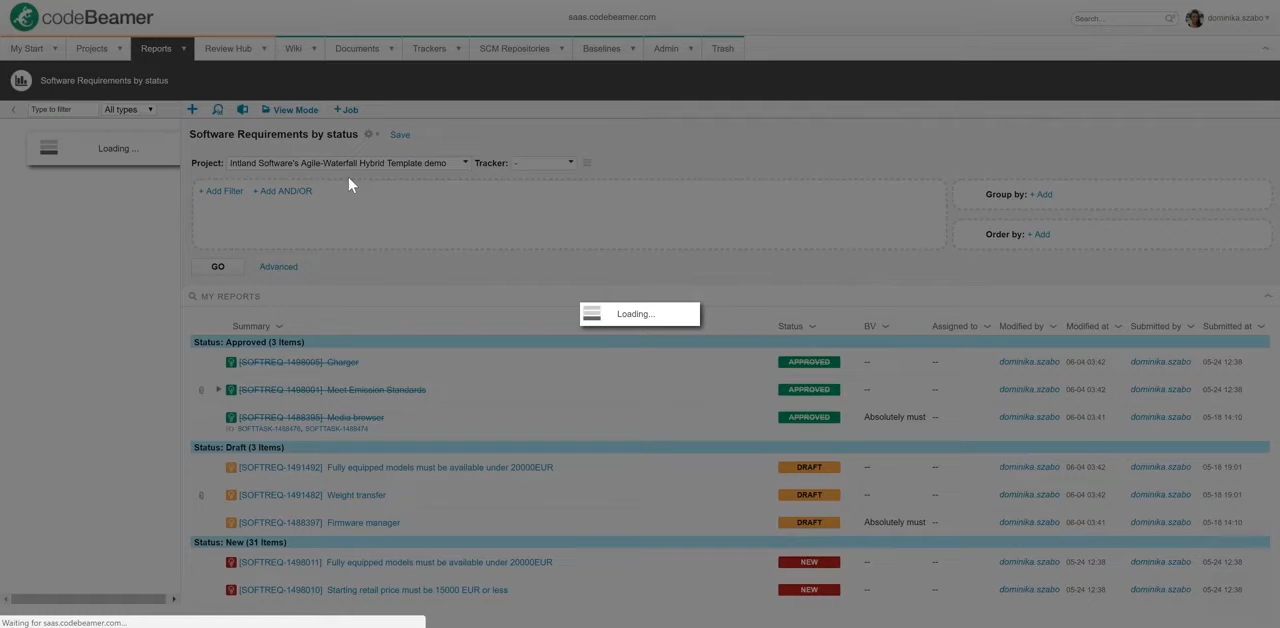 codeBeamer
saas.codebeamer.com
Search...
dominika.szabo
My Start Projects Reports Review Hub Wiki Documents Trackers SCM Repositories Baselines Admin Trash
Software Requirements by status
Type to filter All types View Mode +Job
Loading ...
Software Requirements by status Save
Project: Intland Software's Agile-Waterfall Hybrid Template demo Tracker: -
+ Add Filter + Add AND/OR
Group by: + Add
Order by: + Add
GO Advanced
MY REPORTS
Loading...
Summary Status BV Assigned to Modified by Modified at Submitted by Submitted at
Status: Approved (3 Items)
[SOFTREQ-1498005] Charger APPROVED -- -- dominika.szabo 06-04 03:42 dominika.szabo 05-24 12:38
[SOFTREQ-1498001] Meet Emission Standards APPROVED -- -- dominika.szabo 06-04 03:42 dominika.szabo 05-24 12:38
[SOFTREQ-1488395] Media browser APPROVED Absolutely must -- dominika.szabo 06-04 03:41 dominika.szabo 05-18 14:10
SOFTTASK-1488476, SOFTTASK-1488474
Status: Draft (3 Items)
[SOFTREQ-1491492] Fully equipped models must be available under 20000EUR DRAFT -- -- dominika.szabo 06-04 03:42 dominika.szabo 05-18 19:01
[SOFTREQ-1491482] Weight transfer DRAFT -- -- dominika.szabo 06-04 03:42 dominika.szabo 05-18 19:01
[SOFTREQ-1488397] Firmware manager DRAFT Absolutely must -- dominika.szabo 06-04 03:41 dominika.szabo 05-18 14:10
Status: New (31 Items)
[SOFTREQ-1498011] Fully equipped models must be available under 20000EUR NEW -- -- dominika.szabo 05-24 12:38 dominika.szabo 05-24 12:38
[SOFTREQ-1498010] Starting retail price must be 15000 EUR or less NEW -- -- dominika.szabo 05-24 12:38 dominika.szabo 05-24 12:38
Waiting for saas.codebeamer.com...